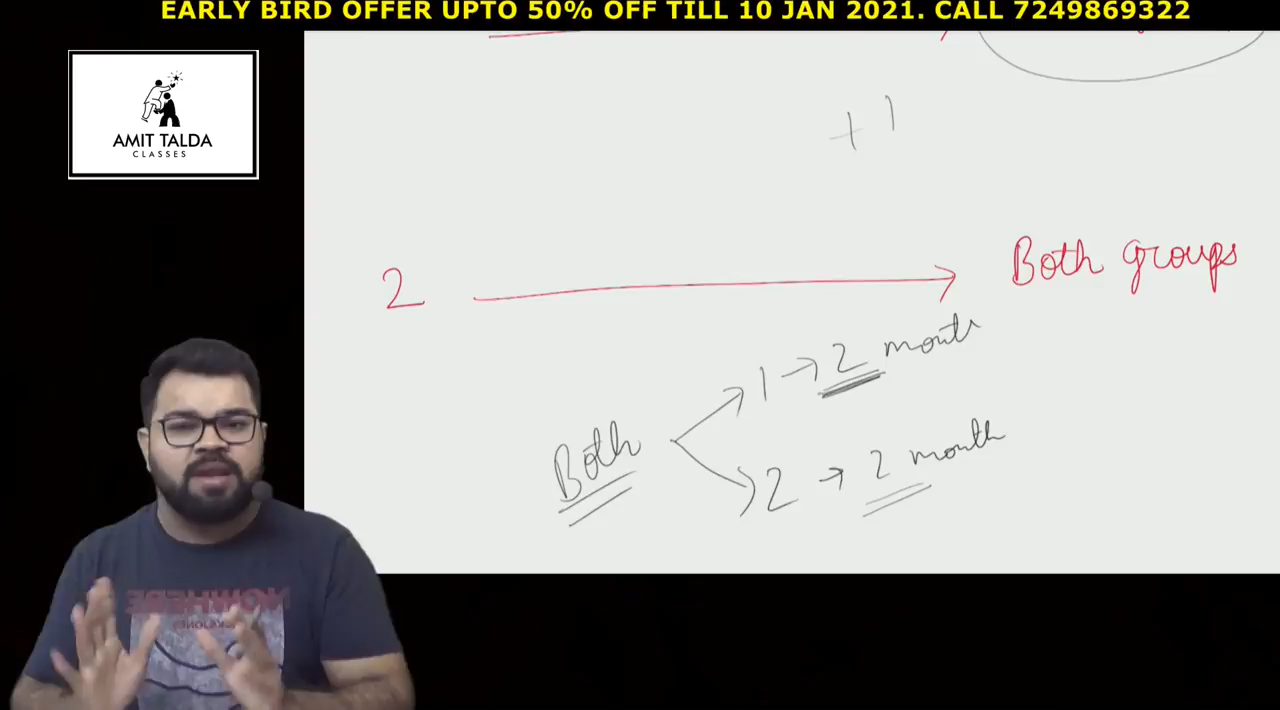 EARLY BIRD OFFER UPTO 50% OFF TILL 10 JAN 2021. CALL 7249869322
AMIT TALDA
CLASSES
+1
2 → Both groups
1 → 2 month
Both
2 → 2 month
NOWHERE